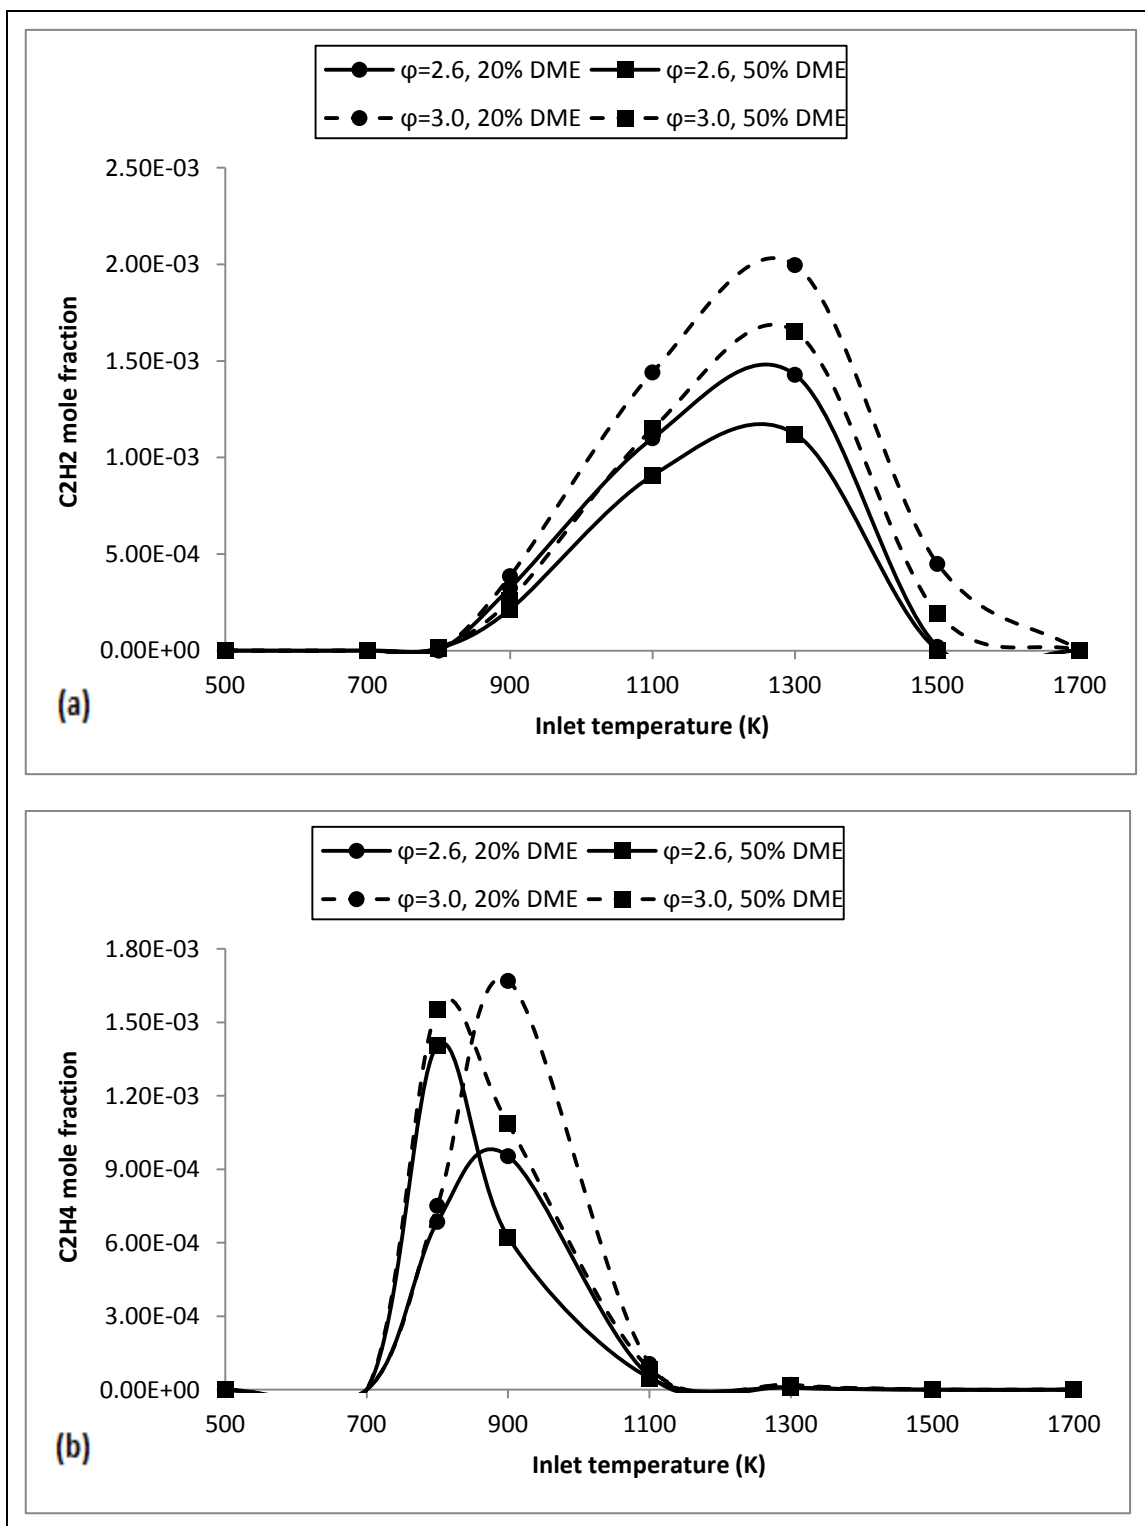 φ=2.6, 20% DME φ=2.6, 50% DME
φ=3.0, 20% DME φ=3.0, 50% DME
2.50E-03
2.00E-03
1.50E-03
1.00E-03
5.00E-04
0.00E+00
C2H2 mole fraction
500 700 900 1100 1300 1500 1700
Inlet temperature (K)
(a)
φ=2.6, 20% DME φ=2.6, 50% DME
φ=3.0, 20% DME φ=3.0, 50% DME
1.80E-03
1.50E-03
1.20E-03
9.00E-04
6.00E-04
3.00E-04
0.00E+00
C2H4 mole fraction
500 700 900 1100 1300 1500 1700
Inlet temperature (K)
(b)